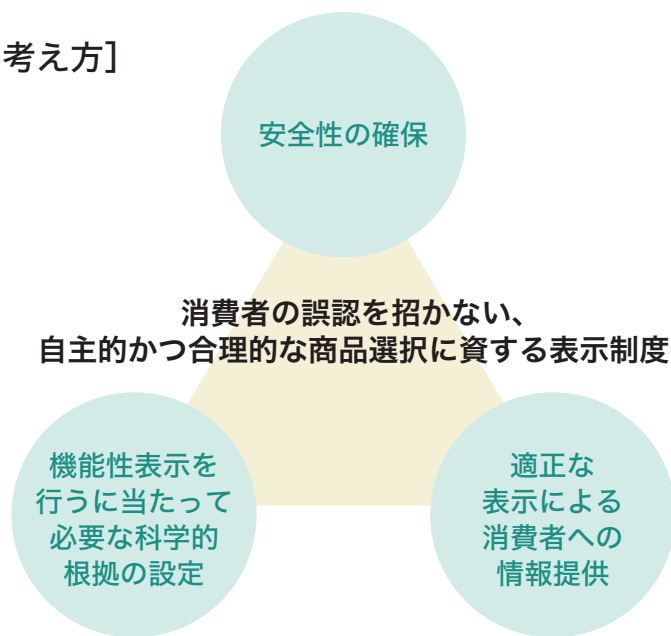 考え方]
安全性の確保
消費者の誤認を招かない、
自主的かつ合理的な商品選択に資する表示制度
機能性表示を
行うに当たって
必要な科学的
根拠の設定
適正な
表示による
消費者への
情報提供